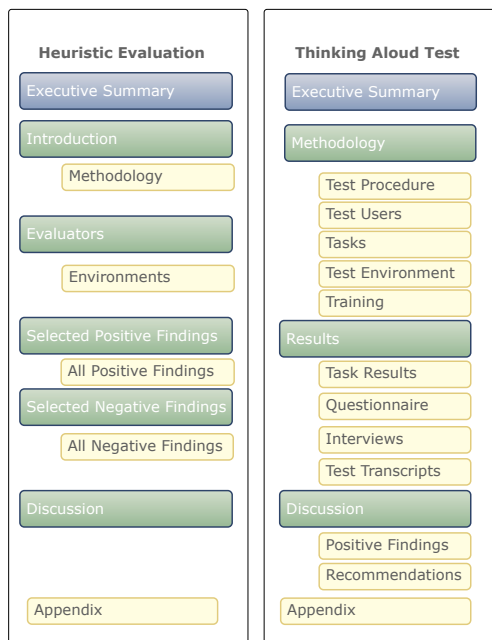 Heuristic Evaluation
Executive Summary
Introduction
Methodology
Evaluators
Environments
Selected Positive Findings
All Positive Findings
Selected Negative Findings
All Negative Findings
Discussion
Appendix
Thinking Aloud Test
Executive Summary
Methodology
Test Procedure
Test Users
Tasks
Test Environment
Training
Results
Task Results
Questionnaire
Interviews
Test Transcripts
Discussion
Positive Findings
Recommendations
Appendix